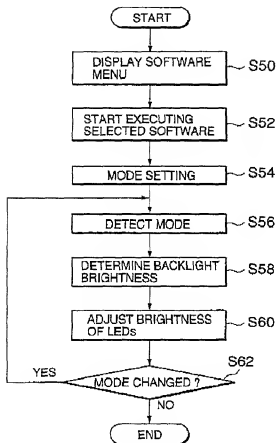 START
DISPLAY SOFTWARE
MENU
S50
START EXECUTING
SELECTED SOFTWARE
S52
MODE SETTING
S54
DETECT MODE
S56
DETERMINE BACKLIGHT
BRIGHTNESS
S58
ADJUST BRIGHTNESS
OF LEDs
S60
S62
YES
MODE CHANGED ?
NO
END